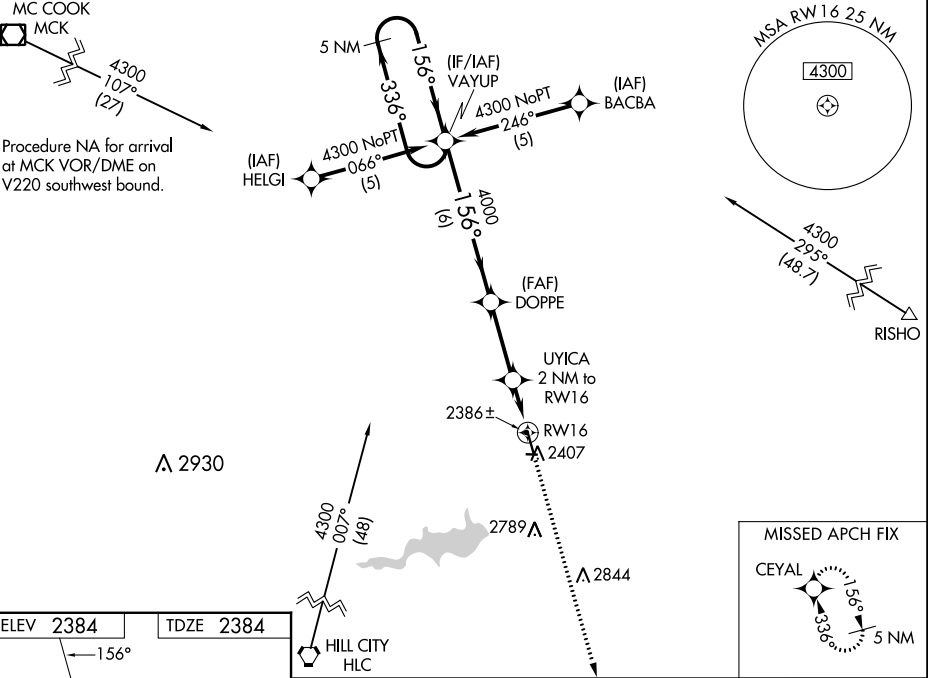 MC COOK
MCK
4300
107°
(27)
Procedure NA for arrival
at MCK VOR/DME on
V220 southwest bound.
5 NM
156°
336°
(IF/IAF)
VAYUP
(IAF)
BACBA
4300 NoPT
246°
(5)
(IAF)
HELGI
4300 NoPT
066°
(5)
4000
156°
(6)
(FAF)
DOPPE
UYICA
2 NM to
RW16
2386±
RW16
2407
MSA RW16 25 NM
4300
4300
295°
(48.7)
RISHO
2930
4300
007°
(48)
2789
2844
HILL CITY
HLC
MISSED APCH FIX
CEYAL
156°
336°
5 NM
ELEV 2384
TDZE 2384
156°